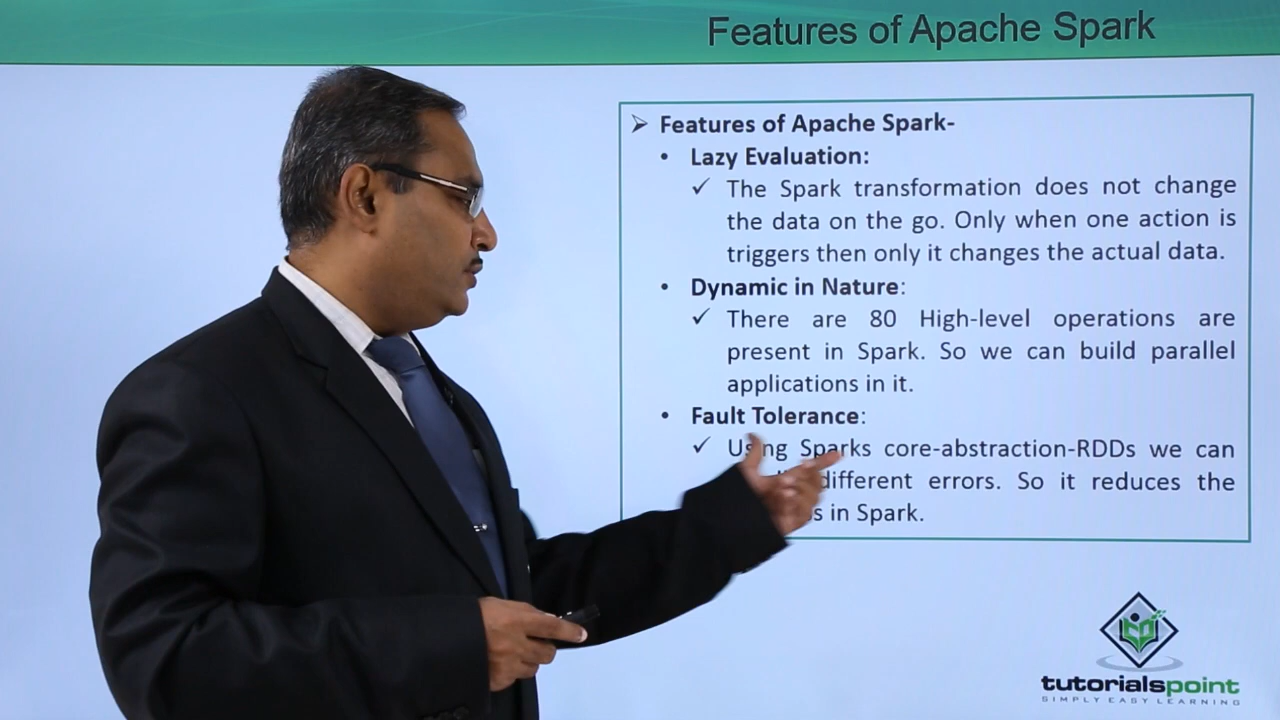 Features of Apache Spark
➢ Features of Apache Spark-
• Lazy Evaluation:
✓ The Spark transformation does not change
the data on the go. Only when one action is
triggers then only it changes the actual data.
• Dynamic in Nature:
✓ There are 80 High-level operations are
present in Spark. So we can build parallel
applications in it.
• Fault Tolerance:
✓ Using Sparks core-abstraction-RDDs we can
different errors. So it reduces the
in Spark.
tutorialspoint
SIMPLY EASY LEARNING